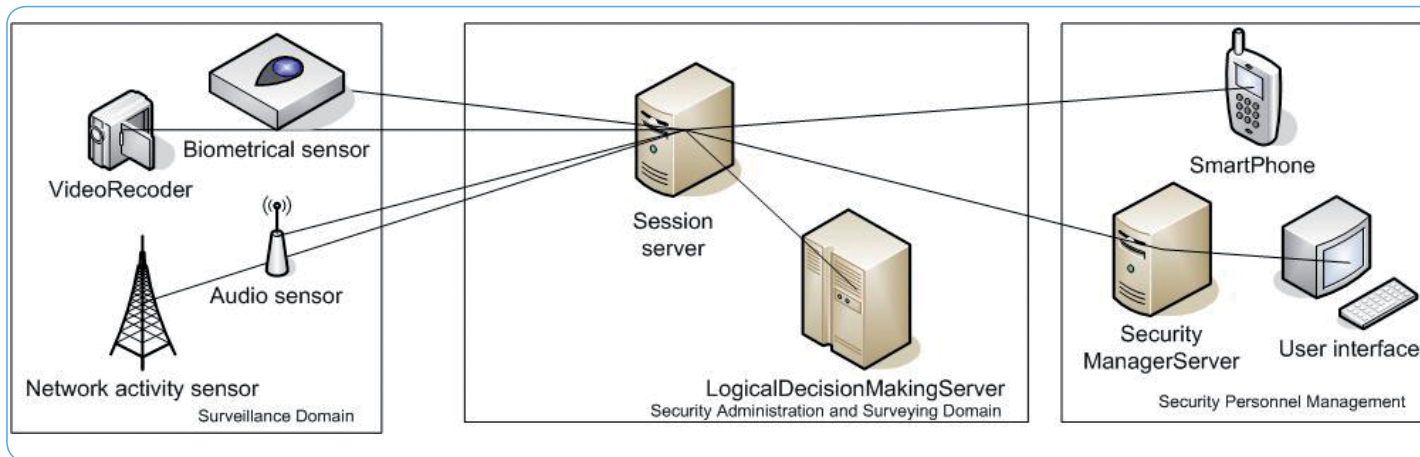 Biometrical sensor
VideoRecoder
Audio sensor
Network activity sensor
Surveillance Domain
Session
server
LogicalDecisionMakingServer
Security Administration and Surveying Domain
SmartPhone
Security
ManagerServer
User interface
Security Personnel Management